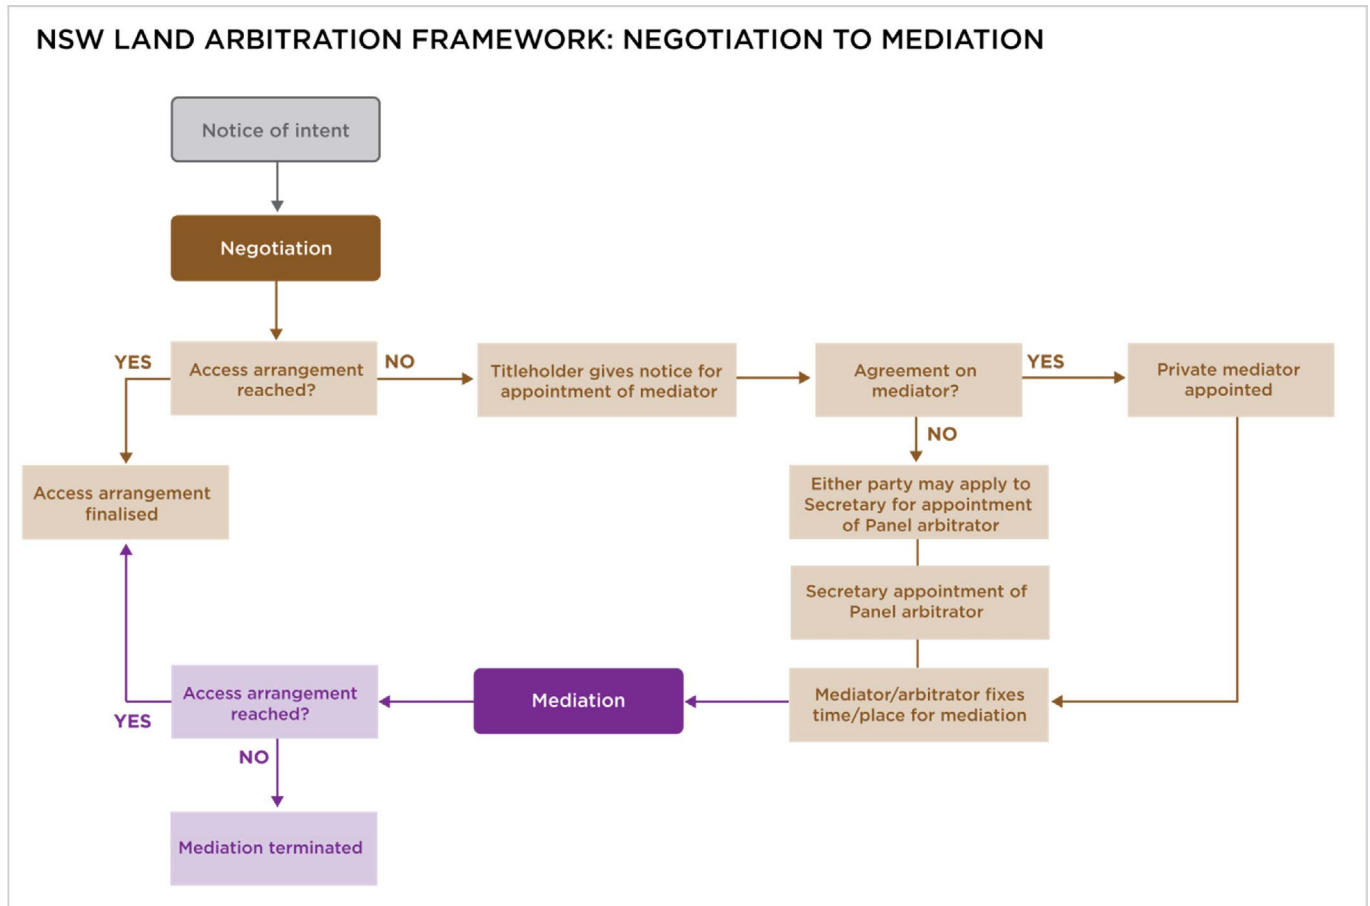 NSW LAND ARBITRATION FRAMEWORK: NEGOTIATION TO MEDIATION
Notice of intent
Negotiation
YES
Access arrangement
reached?
NO
Titleholder gives notice for
appointment of mediator
Agreement on
mediator?
YES
Private mediator
appointed
NO
Access arrangement
finalised
Either party may apply to
Secretary for appointment
of Panel arbitrator
Secretary appointment of
Panel arbitrator
Mediator/arbitrator fixes
time/place for mediation
Mediation
Access arrangement
reached?
YES
NO
Mediation terminated